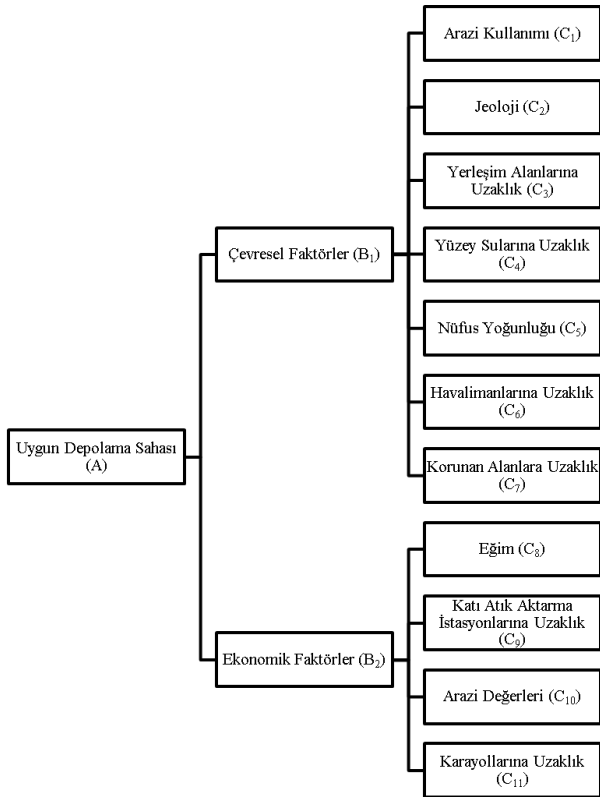 Uygun Depolama Sahası
(A)
Çevresel Faktörler (B₁)
Arazi Kullanımı (C₁)
Jeoloji (C₂)
Yerleşim Alanlarına
Uzaklık (C₃)
Yüzey Sularına Uzaklık
(C₄)
Nüfus Yoğunluğu (C₅)
Havalimanlarına Uzaklık
(C₆)
Korunan Alanlara Uzaklık
(C₇)
Ekonomik Faktörler (B₂)
Eğim (C₈)
Katı Atık Aktarma
İstasyonlarına Uzaklık
(C₉)
Arazi Değerleri (C₁₀)
Karayollarına Uzaklık
(C₁₁)